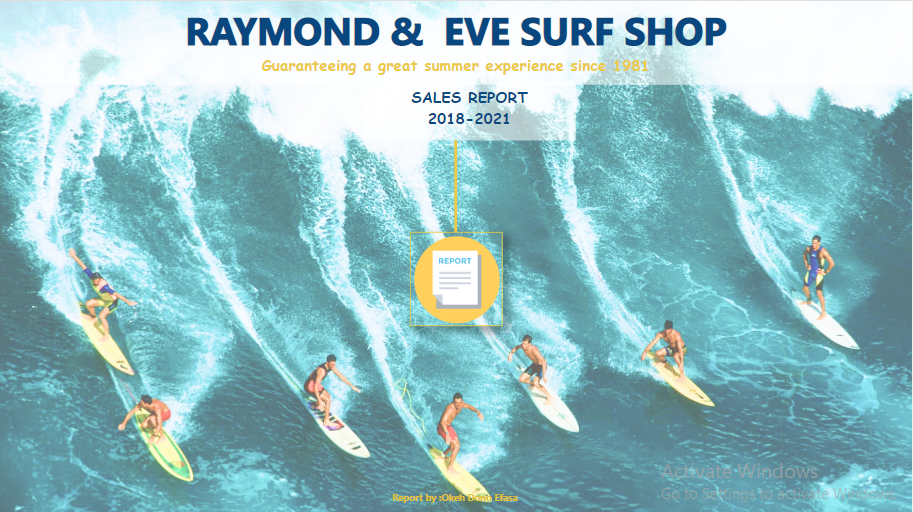 RAYMOND & EVE SURF SHOP
Guaranteeing a great summer experience since 1981
SALES REPORT
2018-2021
REPORT
Activate Windows
Go to Settings to activate Windows.
Report by :Okeh Efasa